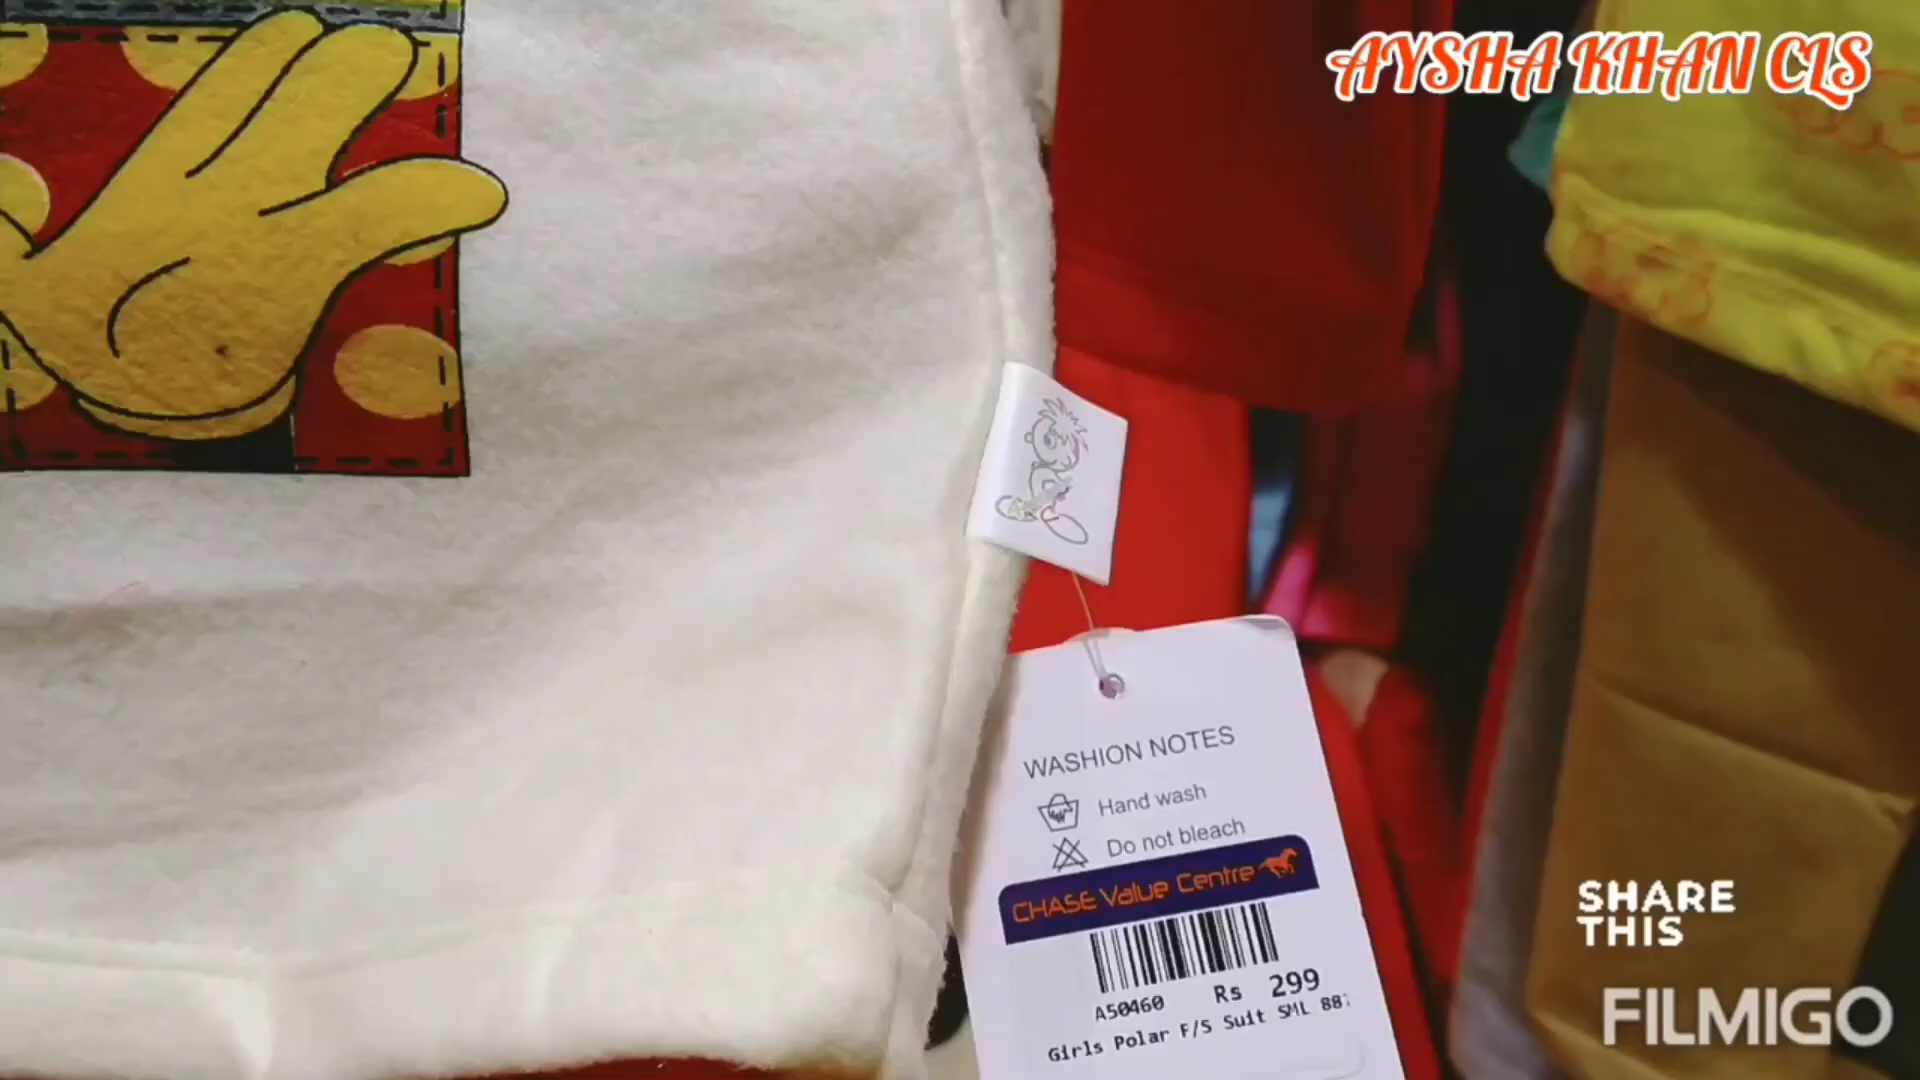 AYSHA KHAN CLS
WASHION NOTES
Hand wash
Do not bleach
CHASE Value Centre
A50460 Rs 299
Girls Polar F/S Suit SML
SHARE
THIS
FILMIGO